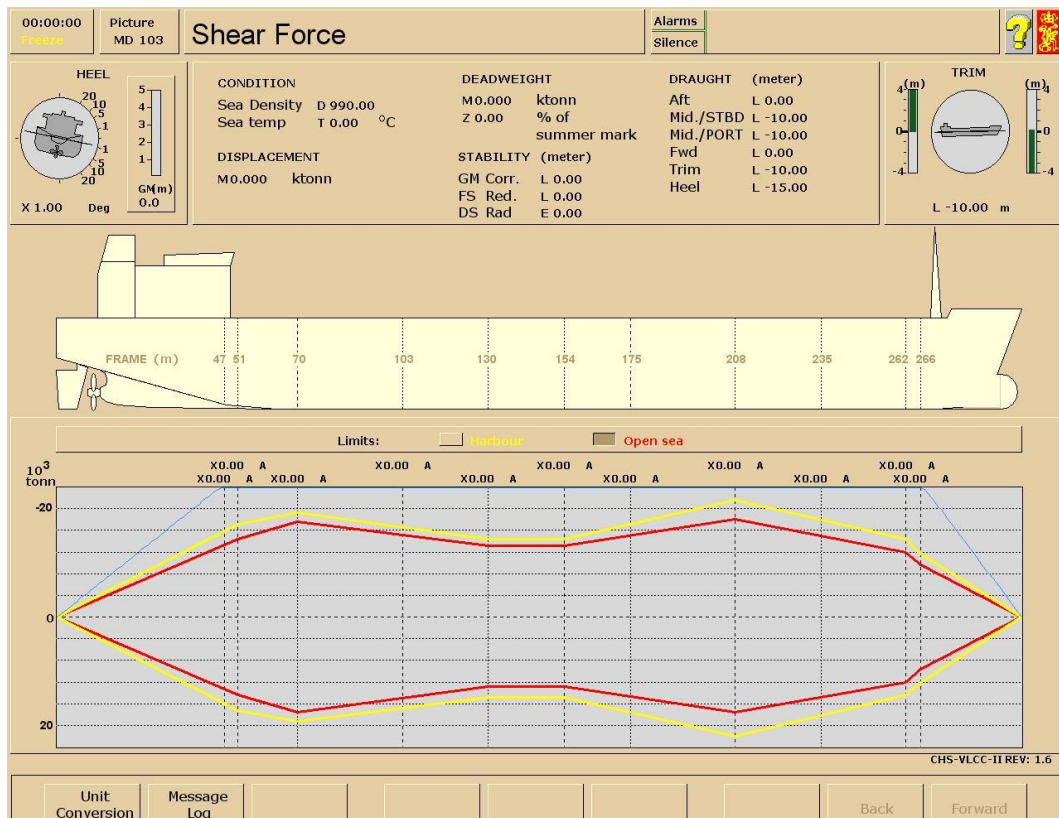 00:00:00
Freeze
Picture
MD 103
Shear Force
Alarms
Silence
?
HEEL
20
10
5
1
1
5
10
20
X 1.00 Deg
5
4
3
2
1
GM(m)
0.0
CONDITION
Sea Density D 990.00
Sea temp T 0.00 °C
DISPLACEMENT
M0.000 ktonn
DEADWEIGHT
M0.000 ktonn
Z 0.00 % of
summer mark
STABILITY (meter)
GM Corr. L 0.00
FS Red. L 0.00
DS Rad E 0.00
DRAUGHT (meter)
Aft L 0.00
Mid./STBD L -10.00
Mid./PORT L -10.00
Fwd L 0.00
Trim L -10.00
Heel L -15.00
TRIM
(m) (m)
4 4
0 0
-4 -4
L -10.00 m
FRAME (m) 47 51 70 103 130 154 175 208 235 262 266
Limits: Harbour Open sea
X0.00 A X0.00 A X0.00 A X0.00 A X0.00 A
X0.00 A X0.00 A X0.00 A X0.00 A X0.00 A X0.00 A
10³
tonn
-20
0
20
CHS-VLCC-II REV: 1.6
Unit
Conversion
Message
Log
Back
Forward